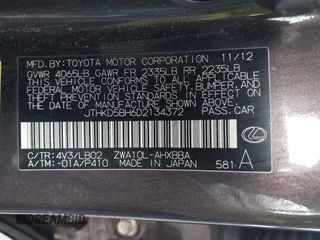 MFD.BY:TOYOTA MOTOR CORPORATION 11/12
GVWR 4065LB GAWR FR 2335LB RR 2235LB
THIS VEHICLE CONFORMS TO ALL APPLICABLE
FEDERAL MOTOR VEHICLE SAFETY, BUMPER, AND
THEFT PREVENTION STANDARDS IN EFFECT ON
THE DATE OF MANUFACTURE SHOWN ABOVE.
JTHKD5BH6D2134372 PASS.CAR
C/TR:4V3/LB02 ZWA10L-AHXBBA
A/TM:-01A/P410 MADE IN JAPAN 581 A
DREAMBID